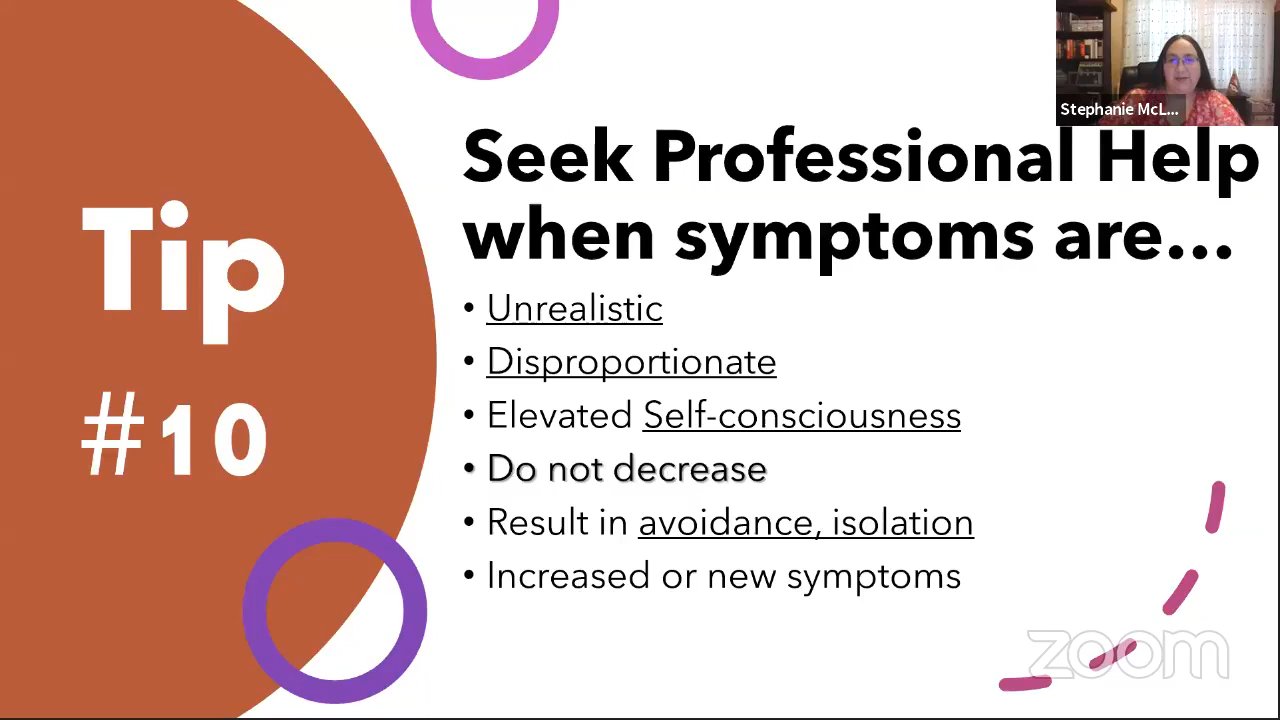 Stephanie McL...
Seek Professional Help
when symptoms are...
Tip
#10
• Unrealistic
• Disproportionate
• Elevated Self-consciousness
• Do not decrease
• Result in avoidance, isolation
• Increased or new symptoms
zoom